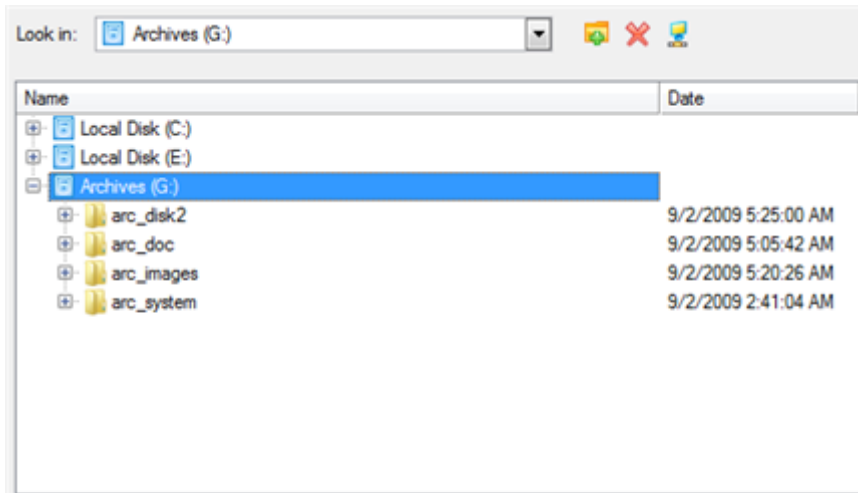 Look in: Archives (G:)
Name Date
Local Disk (C:)
Local Disk (E:)
Archives (G:)
arc_disk2 9/2/2009 5:25:00 AM
arc_doc 9/2/2009 5:05:42 AM
arc_images 9/2/2009 5:20:26 AM
arc_system 9/2/2009 2:41:04 AM